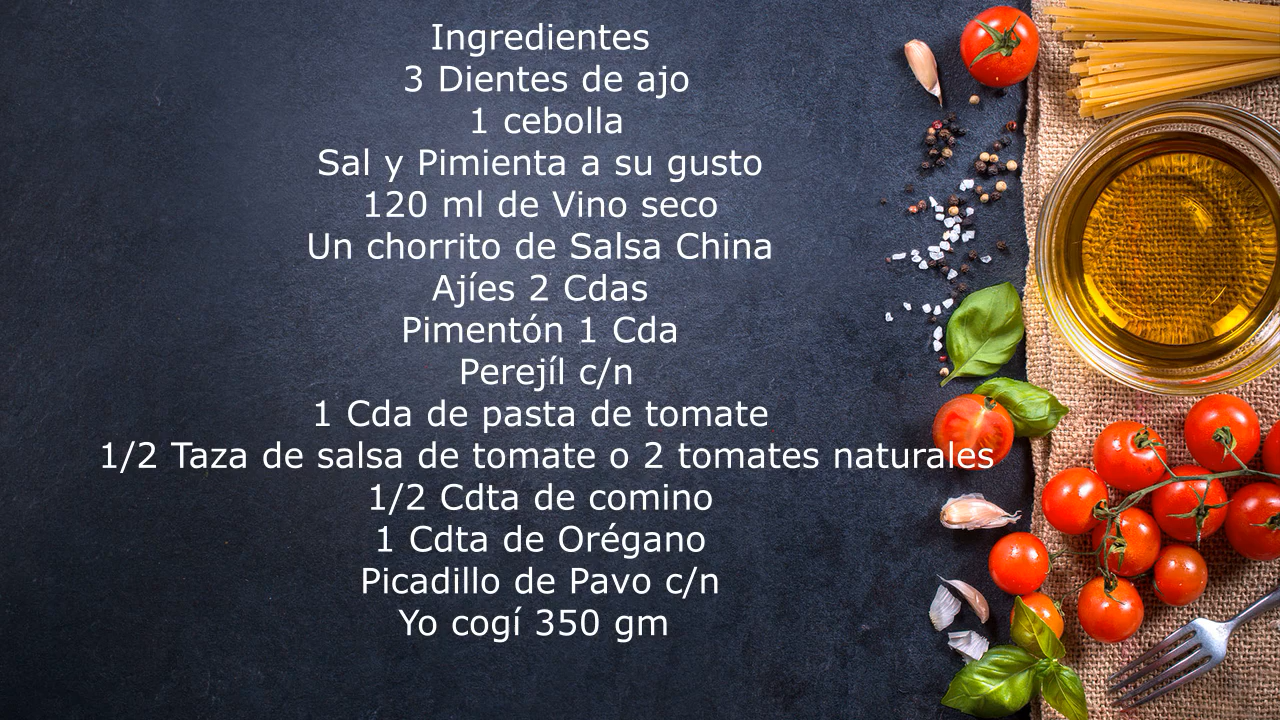 Ingredientes
3 Dientes de ajo
1 cebolla
Sal y Pimienta a su gusto
120 ml de Vino seco
Un chorrito de Salsa China
Ajíes 2 Cdas
Pimentón 1 Cda
Perejíl c/n
1 Cda de pasta de tomate
1/2 Taza de salsa de tomate o 2 tomates naturales
1/2 Cdta de comino
1 Cdta de Orégano
Picadillo de Pavo c/n
Yo cogí 350 gm